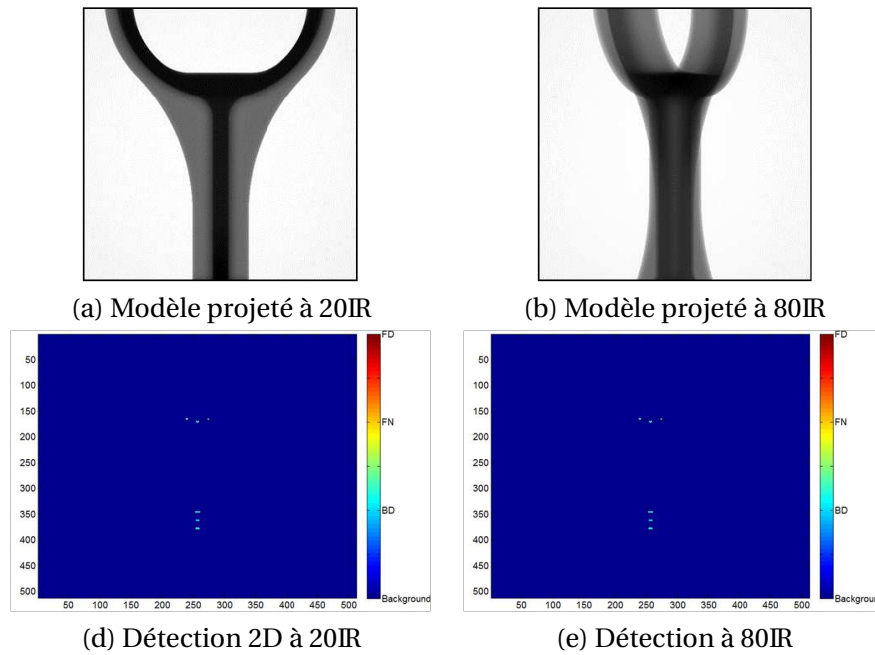 (a) Modèle projeté à 20IR
(b) Modèle projeté à 80IR
50
100
150
200
250
300
350
400
450
500
50 100 150 200 250 300 350 400 450 500
FD
FN
BD
Background
50
100
150
200
250
300
350
400
450
500
50 100 150 200 250 300 350 400 450 500
FD
FN
BD
Background
(d) Détection 2D à 20IR
(e) Détection à 80IR